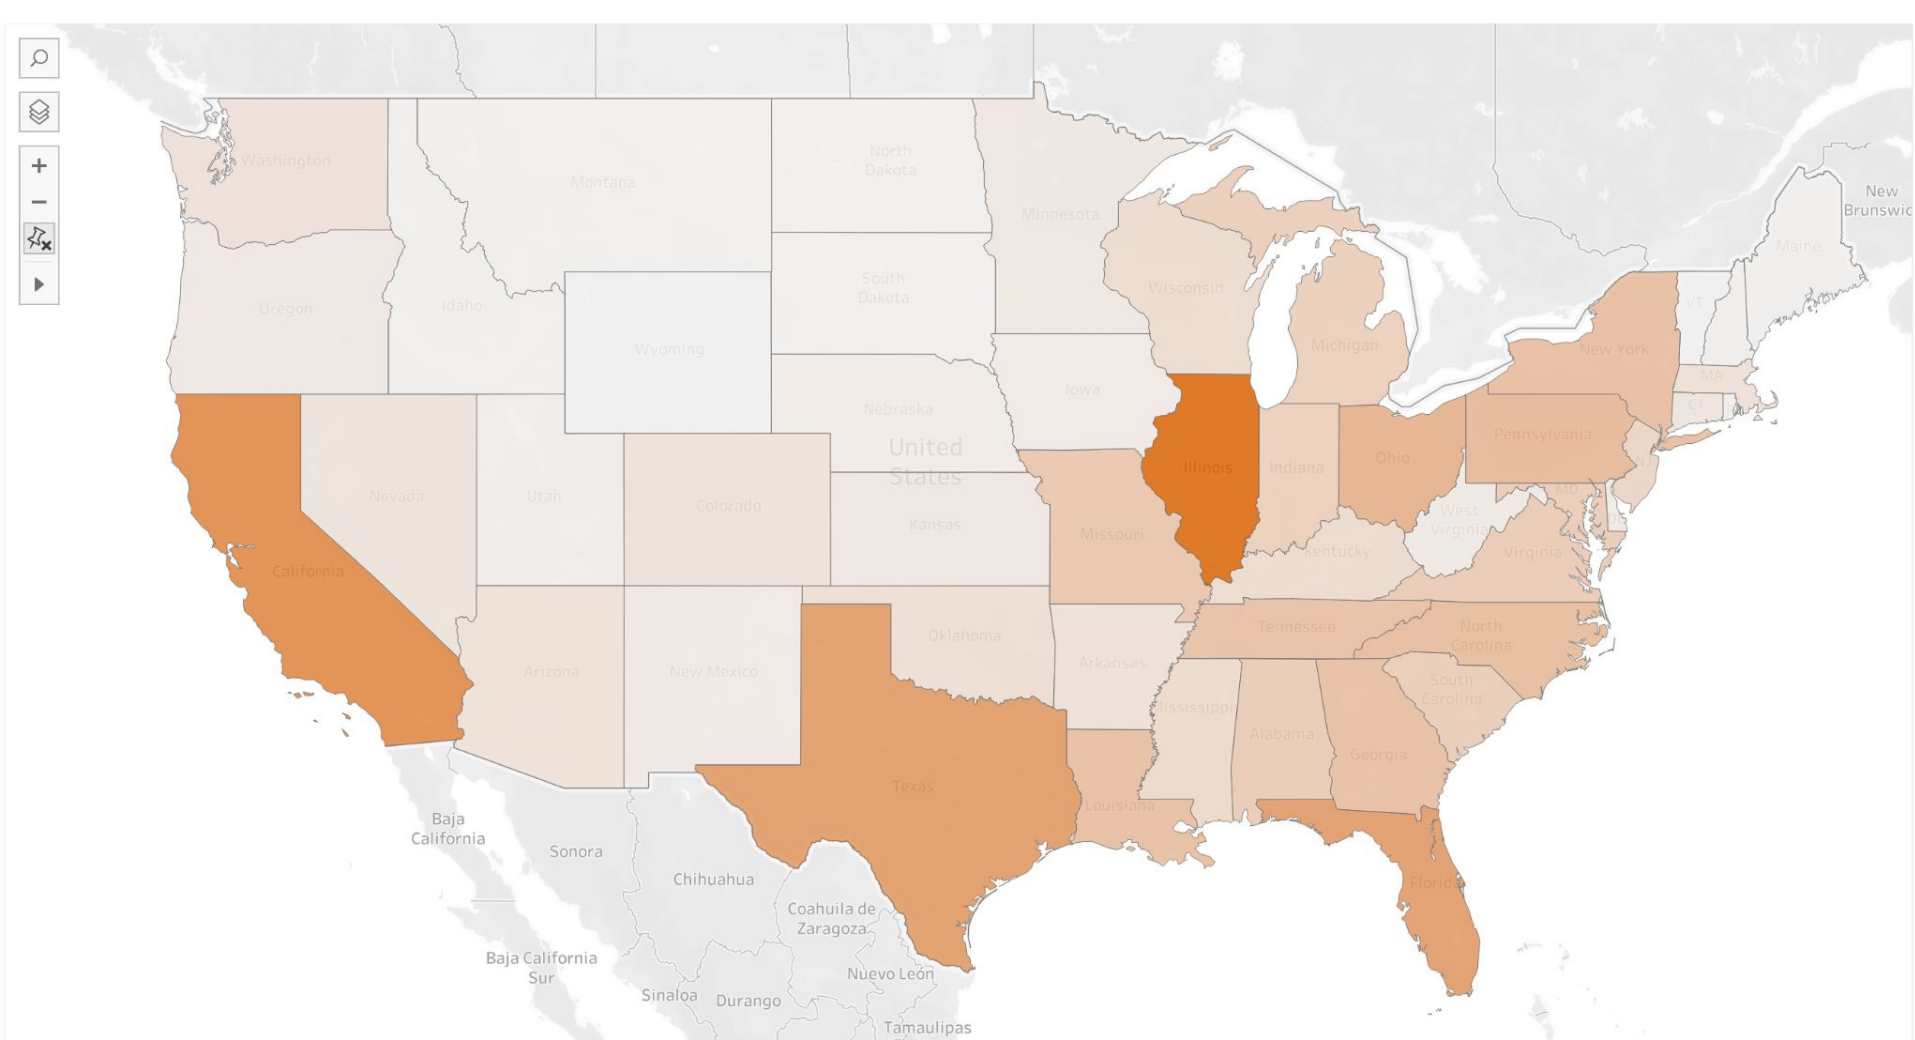 Washington
Montana
North
Dakota
Minnesota
New
Brunswic
Maine
Oregon
Idaho
South
Dakota
Wisconsin
VT
Wyoming
Michigan
New York
MA
Iowa
Nebraska
CT
United
States
Pennsylvania
Nevada
Utah
Colorado
Kansas
Illinois
Indiana
Ohio
NJ
MD
West
Virginia
DE
Missouri
Kentucky
Virginia
California
Tennessee
North
Carolina
Oklahoma
Arkansas
Arizona
New Mexico
South
Carolina
Mississippi
Alabama
Georgia
Texas
Louisiana
Florida
Baja
California
Sonora
Chihuahua
Coahuila de
Zaragoza
Baja California
Sur
Nuevo León
Sinaloa
Durango
Tamaulipas